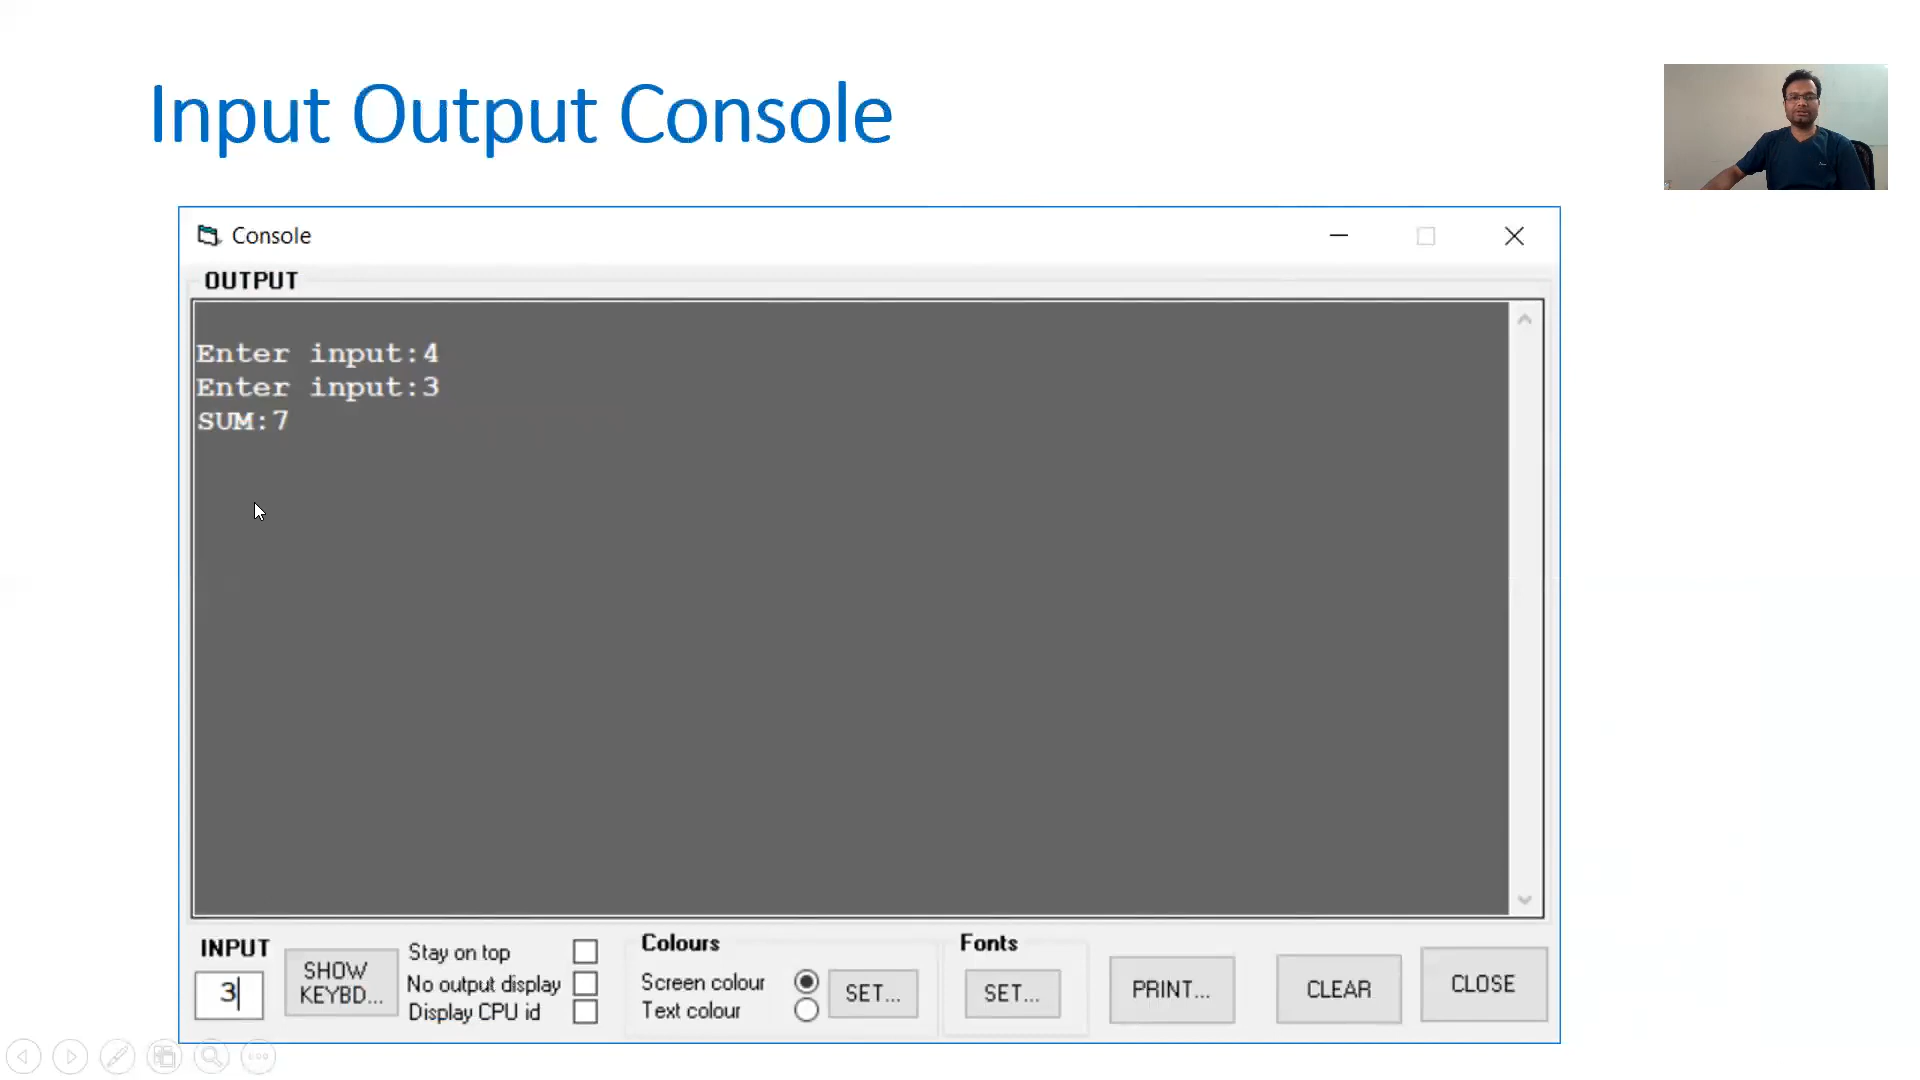 Input Output Console
Console
OUTPUT
Enter input:4
Enter input:3
SUM:7
INPUT
3
SHOW
KEYBD...
Stay on top
No output display
Display CPU id
Colours
Screen colour
Text colour
SET...
Fonts
SET...
PRINT...
CLEAR
CLOSE